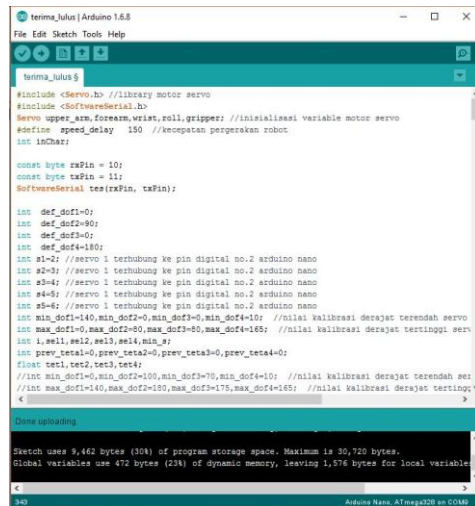 terima_lulus | Arduino 1.6.8
File Edit Sketch Tools Help
terima_lulus §
#include <Servo.h> //library motor servo
#include <SoftwareSerial.h>
Servo upper_arm,forearm,wrist,roll,gripper; //inisialisasi variable motor servo
#define speed_delay 150 //kecepatan pergerakan robot
int inChar;
const byte rxPin = 10;
const byte txPin = 11;
SoftwareSerial tes(rxPin, txPin);
int def_dof1=0;
int def_dof2=90;
int def_dof3=0;
int def_dof4=180;
int s1=2; //servo 1 terhubung ke pin digital no.2 arduino nano
int s2=3; //servo 1 terhubung ke pin digital no.2 arduino nano
int s3=4; //servo 1 terhubung ke pin digital no.2 arduino nano
int s4=5; //servo 1 terhubung ke pin digital no.2 arduino nano
int s5=6; //servo 1 terhubung ke pin digital no.2 arduino nano
int min_dof1=140,min_dof2=0,min_dof3=0,min_dof4=10; //nilai kalibrasi derajat terendah servo
int max_dof1=0,max_dof2=80,max_dof3=80,max_dof4=165; //nilai kalibrasi derajat tertinggi serv
int i,sel1,sel2,sel3,sel4,min_s;
int prev_teta1=0,prev_teta2=0,prev_teta3=0,prev_teta4=0;
float tet1,tet2,tet3,tet4;
//int min_dof1=0,min_dof2=100,min_dof3=70,min_dof4=10; //nilai kalibrasi derajat terendah ser
//int max_dof1=140,max_dof2=180,max_dof3=175,max_dof4=165; //nilai kalibrasi derajat tertingg
Done uploading.
Sketch uses 9,462 bytes (30%) of program storage space. Maximum is 30,720 bytes.
Global variables use 472 bytes (23%) of dynamic memory, leaving 1,576 bytes for local variable
343 Arduino Nano, ATmega328 on COM9